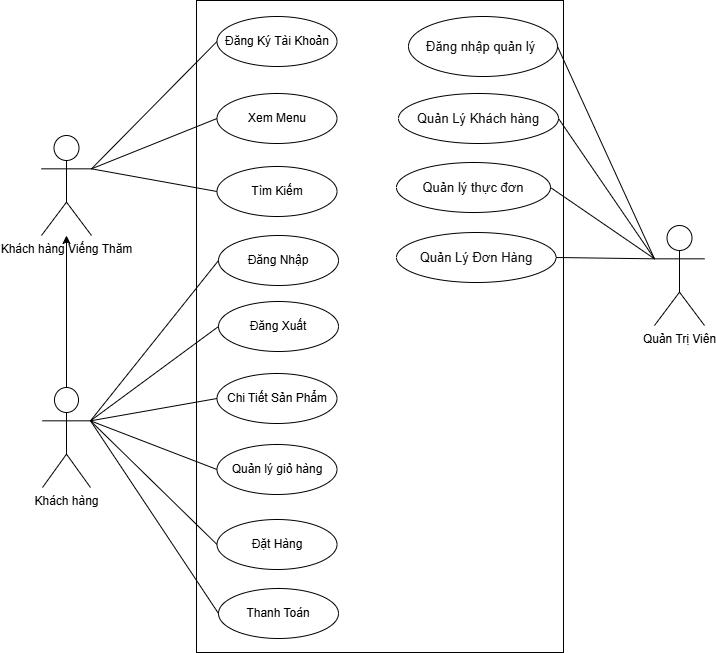 Đăng Ký Tài Khoản
Xem Menu
Tìm Kiếm
Khách hàng Viếng Thăm
Đăng Nhập
Đăng Xuất
Chi Tiết Sản Phẩm
Quản lý giỏ hàng
Khách hàng
Đặt Hàng
Thanh Toán
Đăng nhập quản lý
Quản Lý Khách hàng
Quản lý thực đơn
Quản Lý Đơn Hàng
Quản Trị Viên